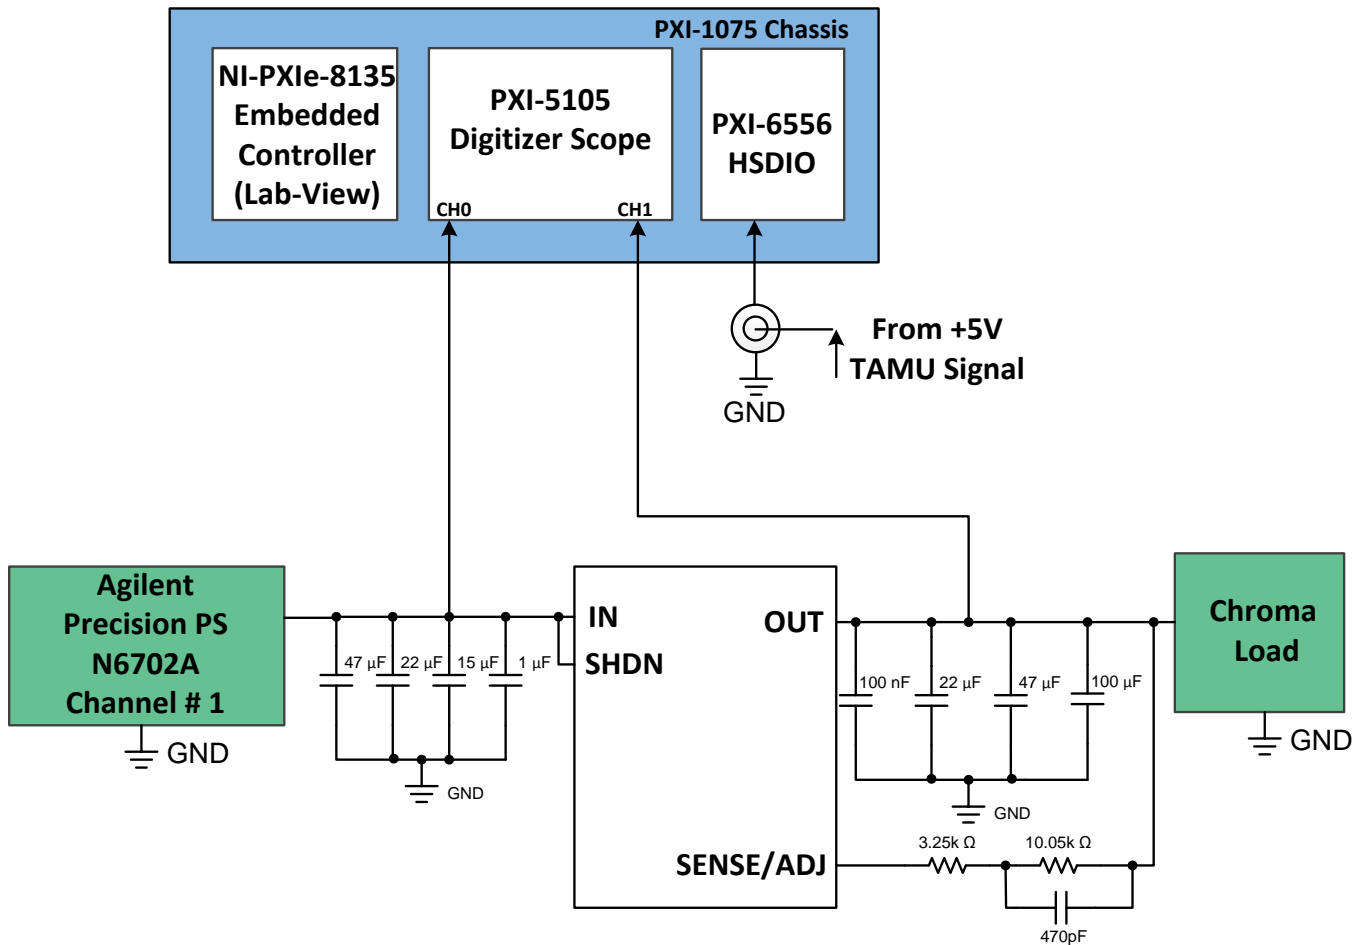 PXI-1075 Chassis
NI-PXIe-8135
Embedded
Controller
(Lab-View)
PXI-5105
Digitizer Scope
CH0
CH1
PXI-6556
HSDIO
From +5V
TAMU Signal
GND
Agilent
Precision PS
N6702A
Channel # 1
GND
47 µF
22 µF
15 µF
1 µF
GND
IN
SHDN
OUT
SENSE/ADJ
100 nF
22 µF
47 µF
100 µF
GND
Chroma
Load
GND
3.25k Ω
10.05k Ω
470pF